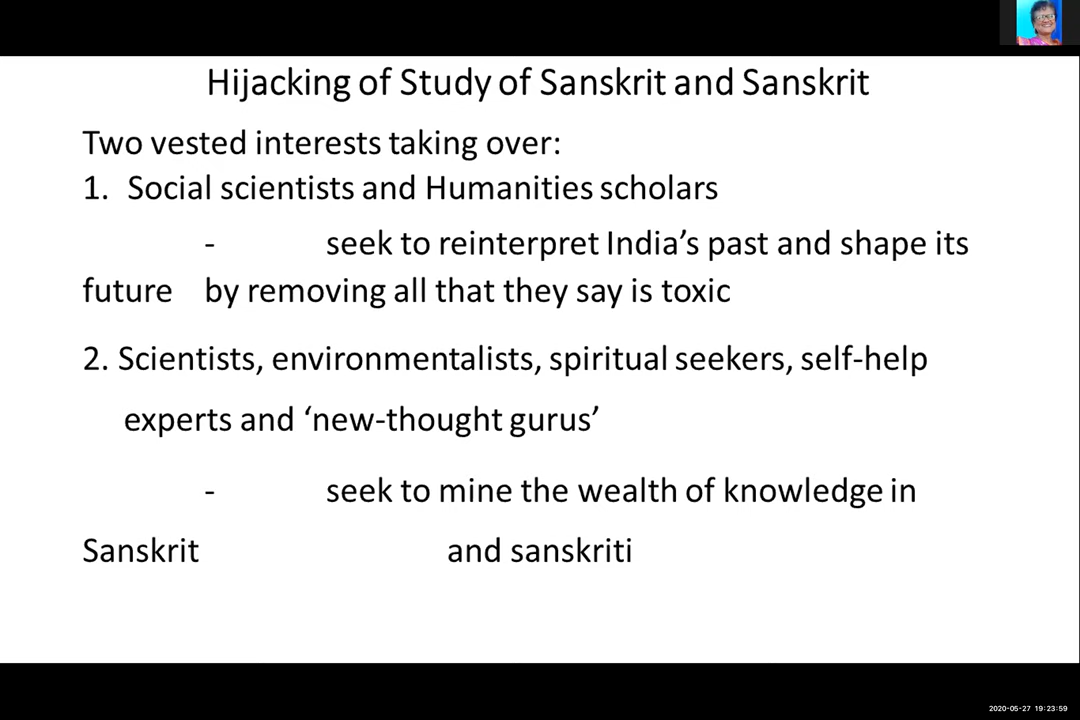 Hijacking of Study of Sanskrit and Sanskrit
Two vested interests taking over:
1. Social scientists and Humanities scholars
- seek to reinterpret India’s past and shape its
future by removing all that they say is toxic
2. Scientists, environmentalists, spiritual seekers, self-help
experts and ‘new-thought gurus’
- seek to mine the wealth of knowledge in
Sanskrit and sanskriti
2020-05-27 19:23:59